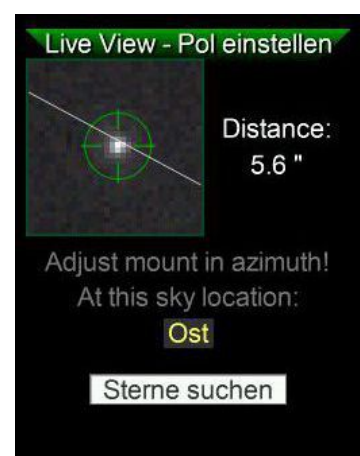 Live View - Pol einstellen
Distance:
5.6 "
Adjust mount in azimuth!
At this sky location:
Ost
Sterne suchen